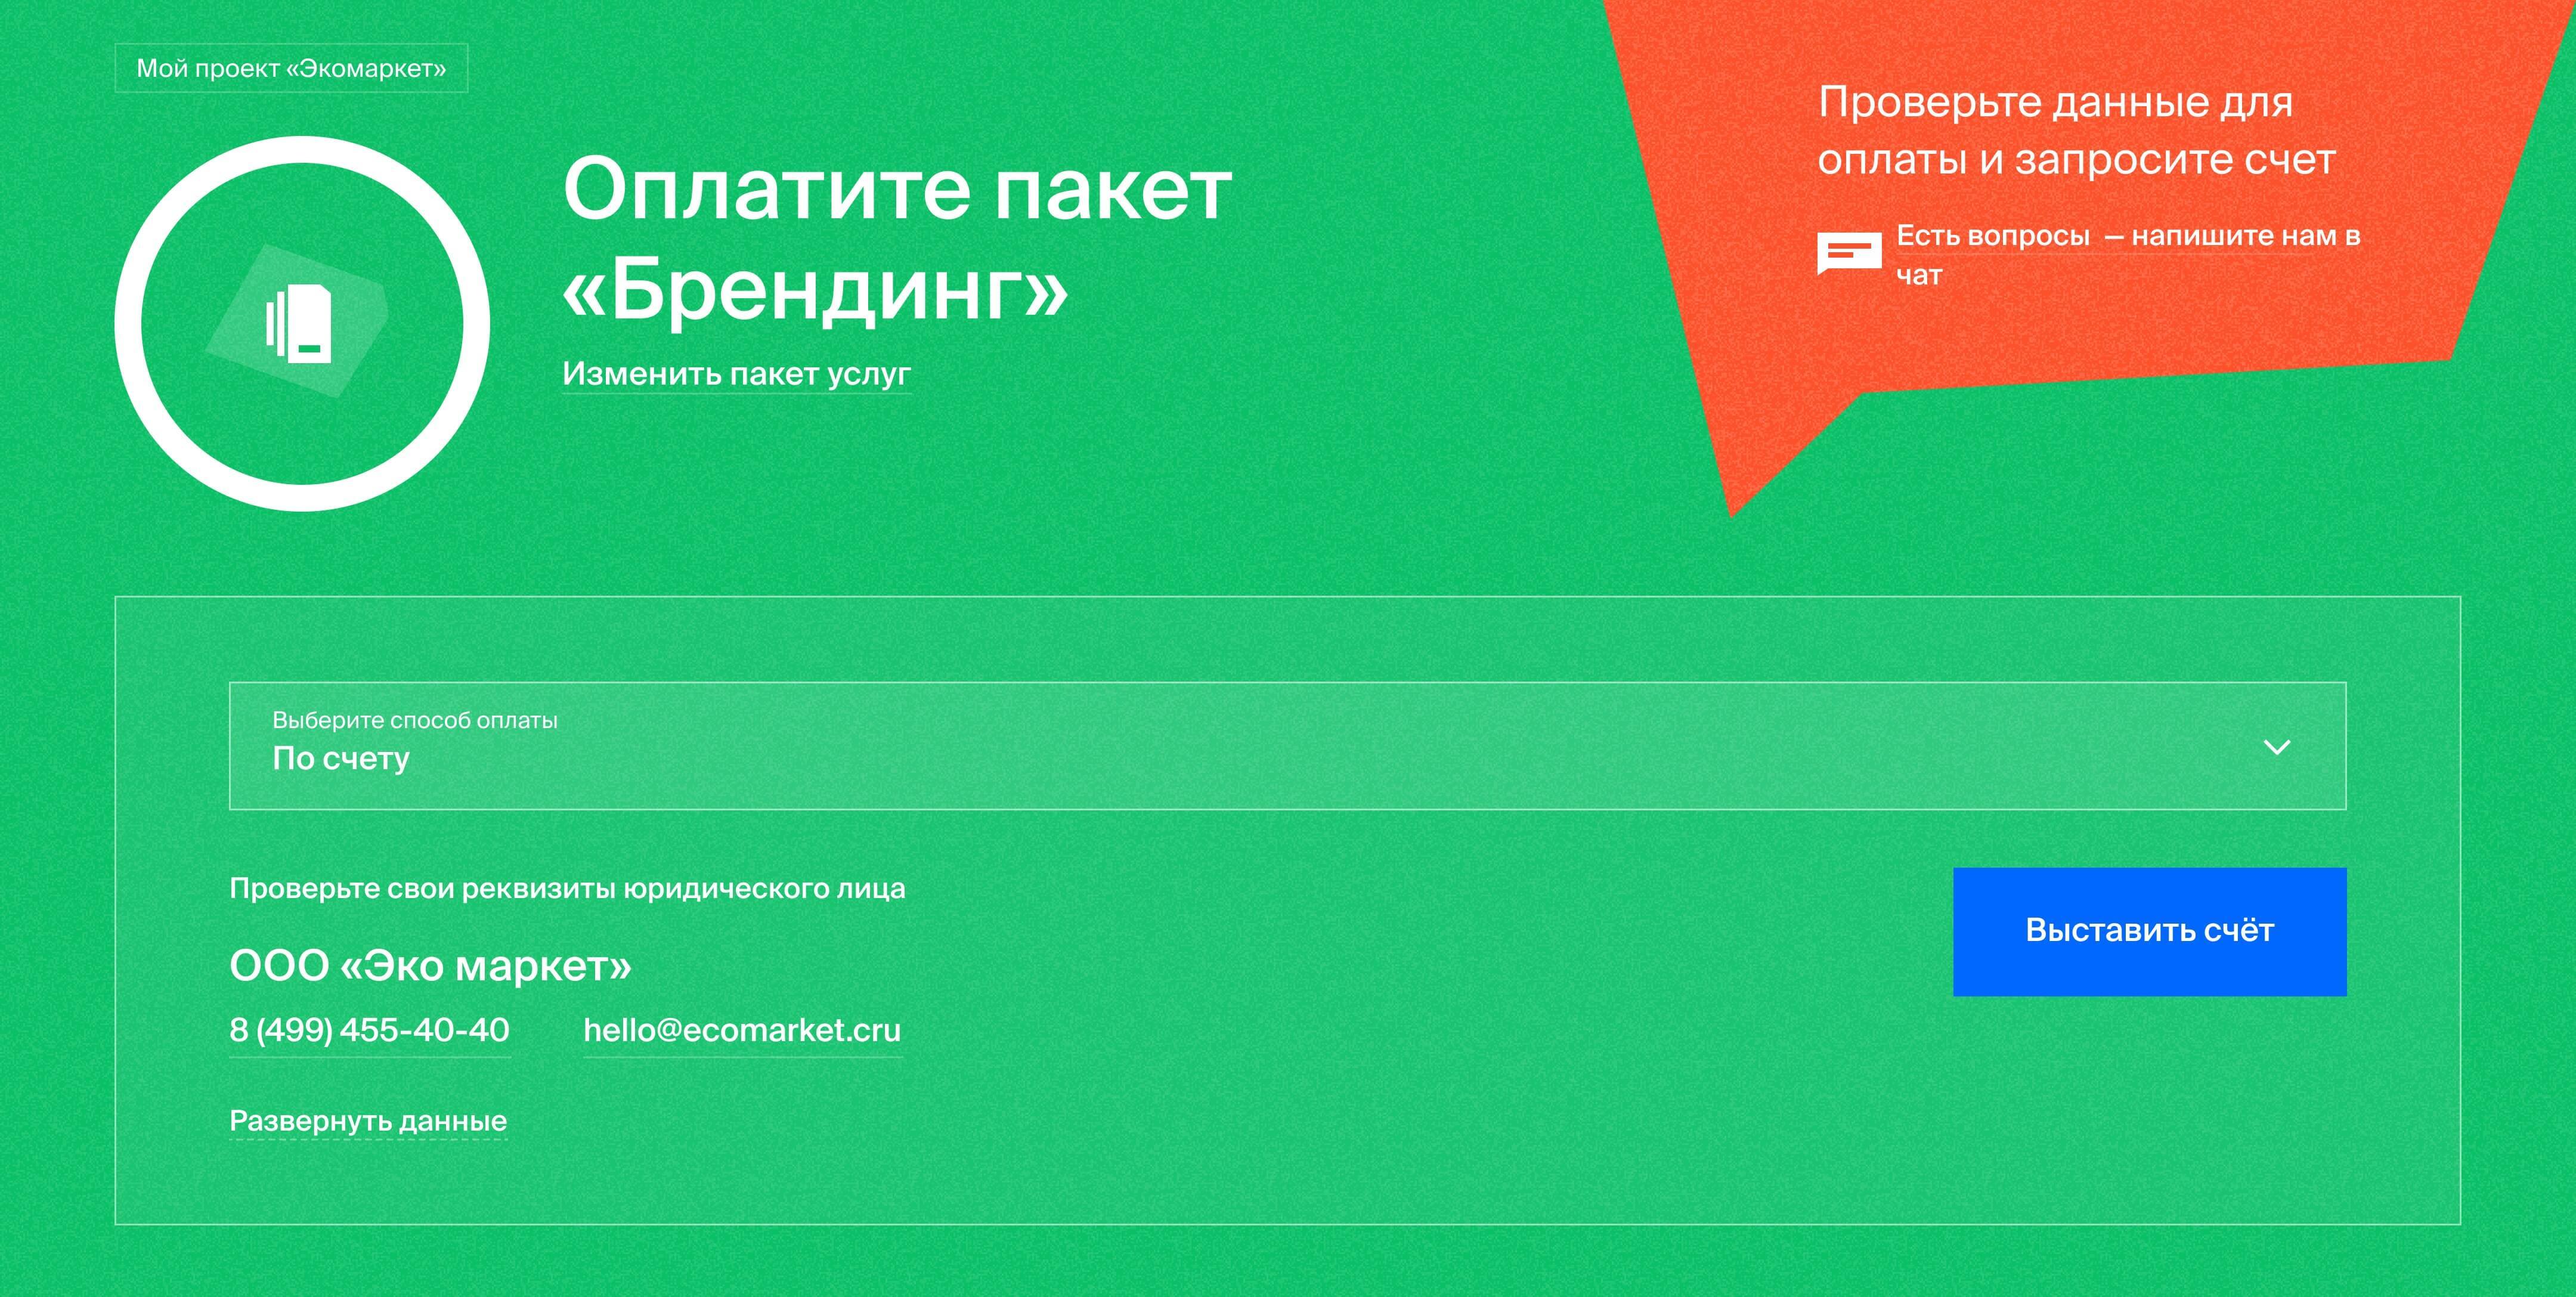 Мой проект «Экомаркет»
Оплатите пакет
«Брендинг»
Изменить пакет услуг
Проверьте данные для
оплаты и запросите счет
Есть вопросы — напишите нам в
чат
Выберите способ оплаты
По счету
Проверьте свои реквизиты юридического лица
ООО «Эко маркет»
8 (499) 455-40-40
hello@ecomarket.cru
Развернуть данные
Выставить счёт